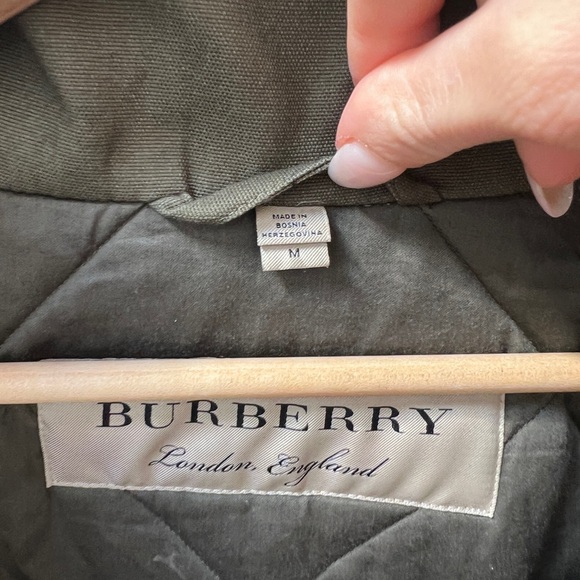 MADE IN
BOSNIA
HERZEGOVINA
M
BURBERRY
London, England